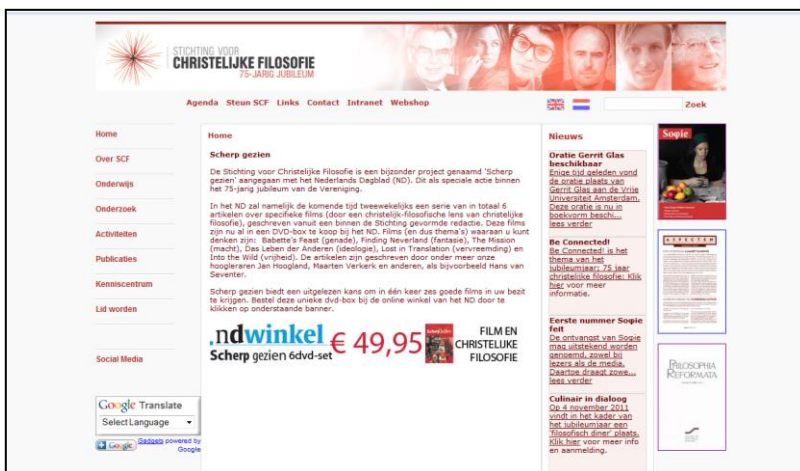 STICHTING VOOR
CHRISTELIJKE FILOSOFIE
75-JARIG JUBILEUM
Agenda Steun SCF Links Contact Intranet Webshop
Zoek
Home
Over SCF
Onderwijs
Onderzoek
Activiteiten
Publicaties
Kenniscentrum
Lid worden
Social Media
Google Translate
Select Language
Google
Gadgets powered by
Google
Home
Scherp gezien
De Stichting voor Christelijke Filosofie is een bijzonder project genaamd 'Scherp
gezien' aangegaan met het Nederlands Dagblad (ND). Dit als speciale actie binnen
het 75-jarig jubileum van de Vereniging.
In het ND zal namelijk de komende tijd tweewekelijks een serie van in totaal 6
artikelen over specifieke films (door een christelijk-filosofische lens van christelijke
filosofie), geschreven vanuit een binnen de Stichting gevormde redactie. Deze films
zijn nu al in een DVD-box te koop bij het ND. Films (en dus thema's) waaraan u kunt
denken zijn: Babette's Feast (genade), Finding Neverland (fantasie), The Mission
(macht), Das Leben der Anderen (ideologie), Lost in Translation (vervreemding) en
Into the Wild (vrijheid). De artikelen zijn geschreven door onder meer onze
hoogleraren Jan Hoogland, Maarten Verkerk en anderen, als bijvoorbeeld Hans van
Seventer.
Scherp gezien biedt een uitgelezen kans om in één keer zes goede films in uw bezit
te krijgen. Bestel deze unieke dvd-box bij de online winkel van het ND door te
klikken op onderstaande banner.
.ndwinkel
Scherp gezien 6dvd-set
€ 49,95
FILM EN
CHRISTELIJKE
FILOSOFIE
Nieuws
Oratie Gerrit Glas
beschikbaar
Enige tijd geleden vond
de oratie plaats van
Gerrit Glas aan de Vrije
Universiteit Amsterdam.
Deze oratie is nu in
boekvorm beschi...
lees verder
Be Connected!
Be Connected! is het
thema van het
jubileumjaar: 75 jaar
christelijke filosofie: Klik
hier voor meer
informatie.
Eerste nummer Sophie
feit
De ontvangst van Sophie
mag uitstekend worden
genoemd, zowel bij
lezers als de media.
Daartoe draagt zowe...
lees verder
Culinair in dialoog
Op 4 november 2011
vindt in het kader van
het jubileumjaar een
'filosofisch diner' plaats.
Klik hier voor meer info
en aanmelding.
Sophie
ASPECTEN
PHILOSOPHIA
REFORMATA